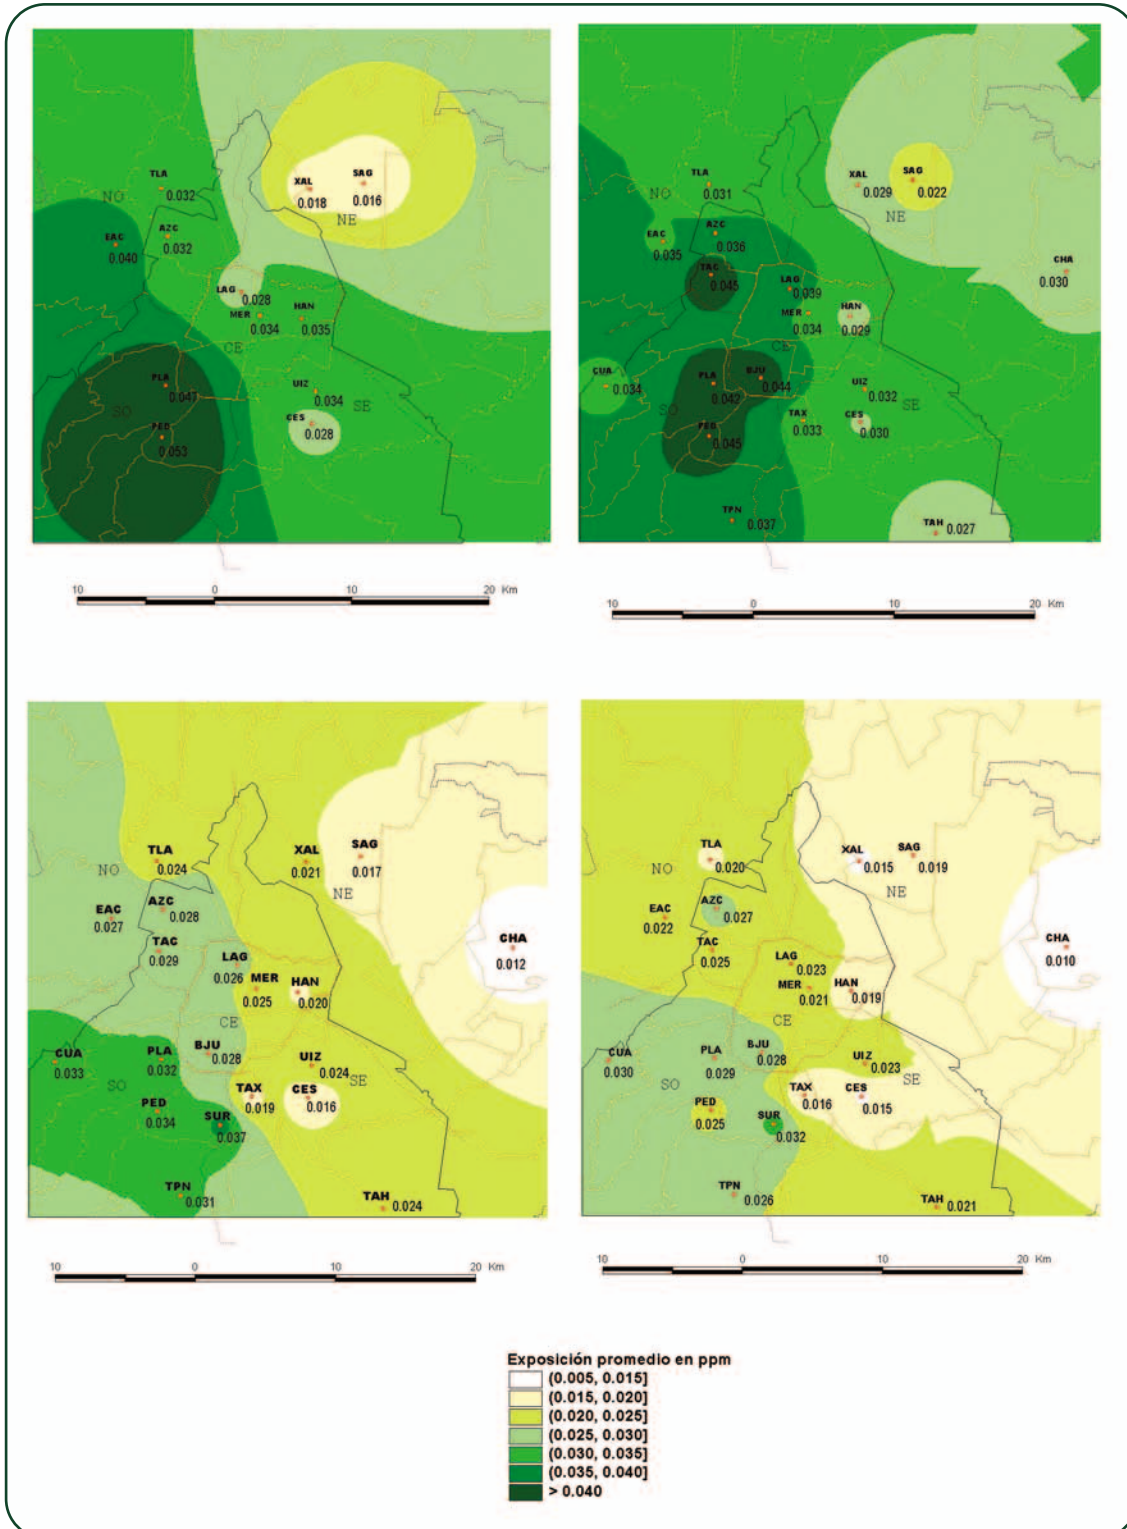 TLA
0.032
NO
XAL
0.018
SAG
0.016
NE
EAC
0.040
AZC
0.032
LAG
0.028
MER
0.034
HAN
0.035
CE
PLA
0.047
SO
PED
0.053
UIZ
0.034
SE
CES
0.028
10 0 10 20 Km
TLA
0.031
NO
XAL
0.029
SAG
0.022
NE
EAC
0.035
AZC
0.036
TAC
0.045
LAG
0.039
MER
0.034
HAN
0.029
CHA
0.030
CE
CUA
0.034
PLA
0.042
BJU
0.044
UIZ
0.032
SE
SO
PED
0.045
TAX
0.033
CES
0.030
TPN
0.037
TAH
0.027
10 0 10 20 Km
TLA
0.024
NO
XAL
0.021
SAG
0.017
NE
EAC
0.027
AZC
0.028
TAC
0.029
LAG
0.026
MER
0.025
HAN
0.020
CHA
0.012
CE
CUA
0.033
PLA
0.032
BJU
0.028
UIZ
0.024
SE
SO
PED
0.034
SUR
0.037
TAX
0.019
CES
0.016
TPN
0.031
TAH
0.024
10 0 10 20 Km
TLA
0.020
NO
XAL
0.015
SAG
0.019
NE
EAC
0.022
AZC
0.027
TAC
0.025
LAG
0.023
MER
0.021
HAN
0.019
CHA
0.010
CE
CUA
0.030
PLA
0.029
BJU
0.028
UIZ
0.023
SE
SO
PED
0.025
SUR
0.032
TAX
0.016
CES
0.015
TPN
0.026
TAH
0.021
10 0 10 20 Km
Exposición promedio en ppm
(0.005, 0.015]
(0.015, 0.020]
(0.020, 0.025]
(0.025, 0.030]
(0.030, 0.035]
(0.035, 0.040]
> 0.040